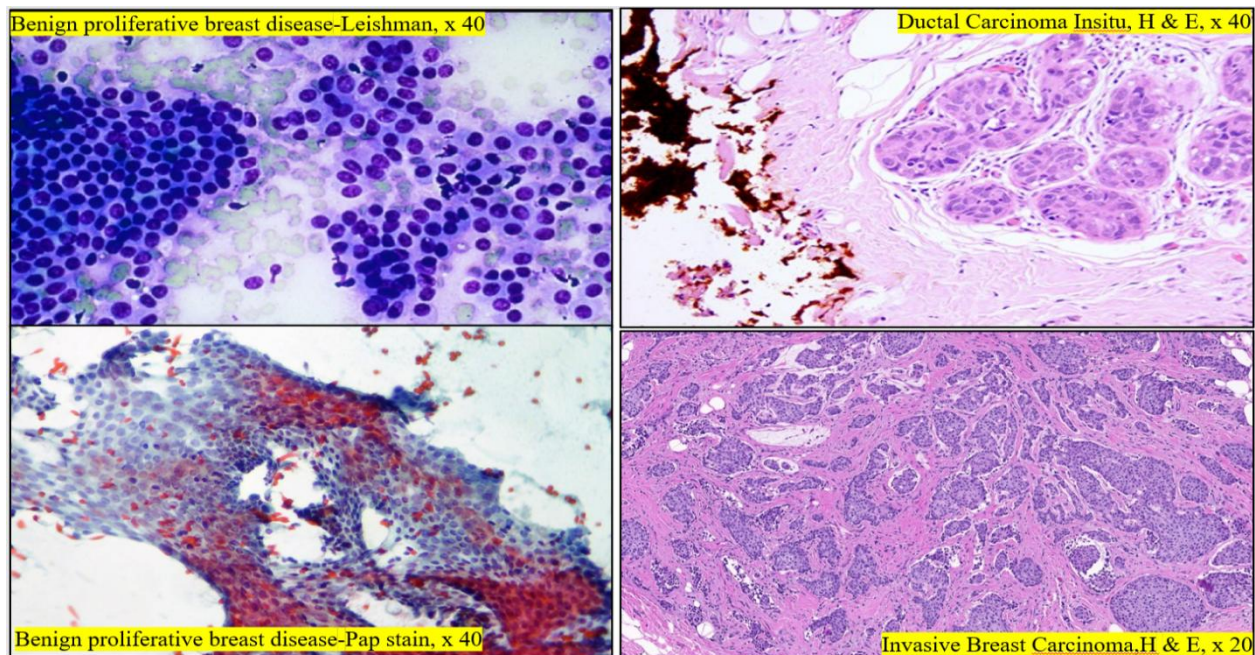 Benign proliferative breast disease-Leishman, x 40
Ductal Carcinoma Insitu, H & E, x 40
Benign proliferative breast disease-Pap stain, x 40
Invasive Breast Carcinoma,H & E, x 20